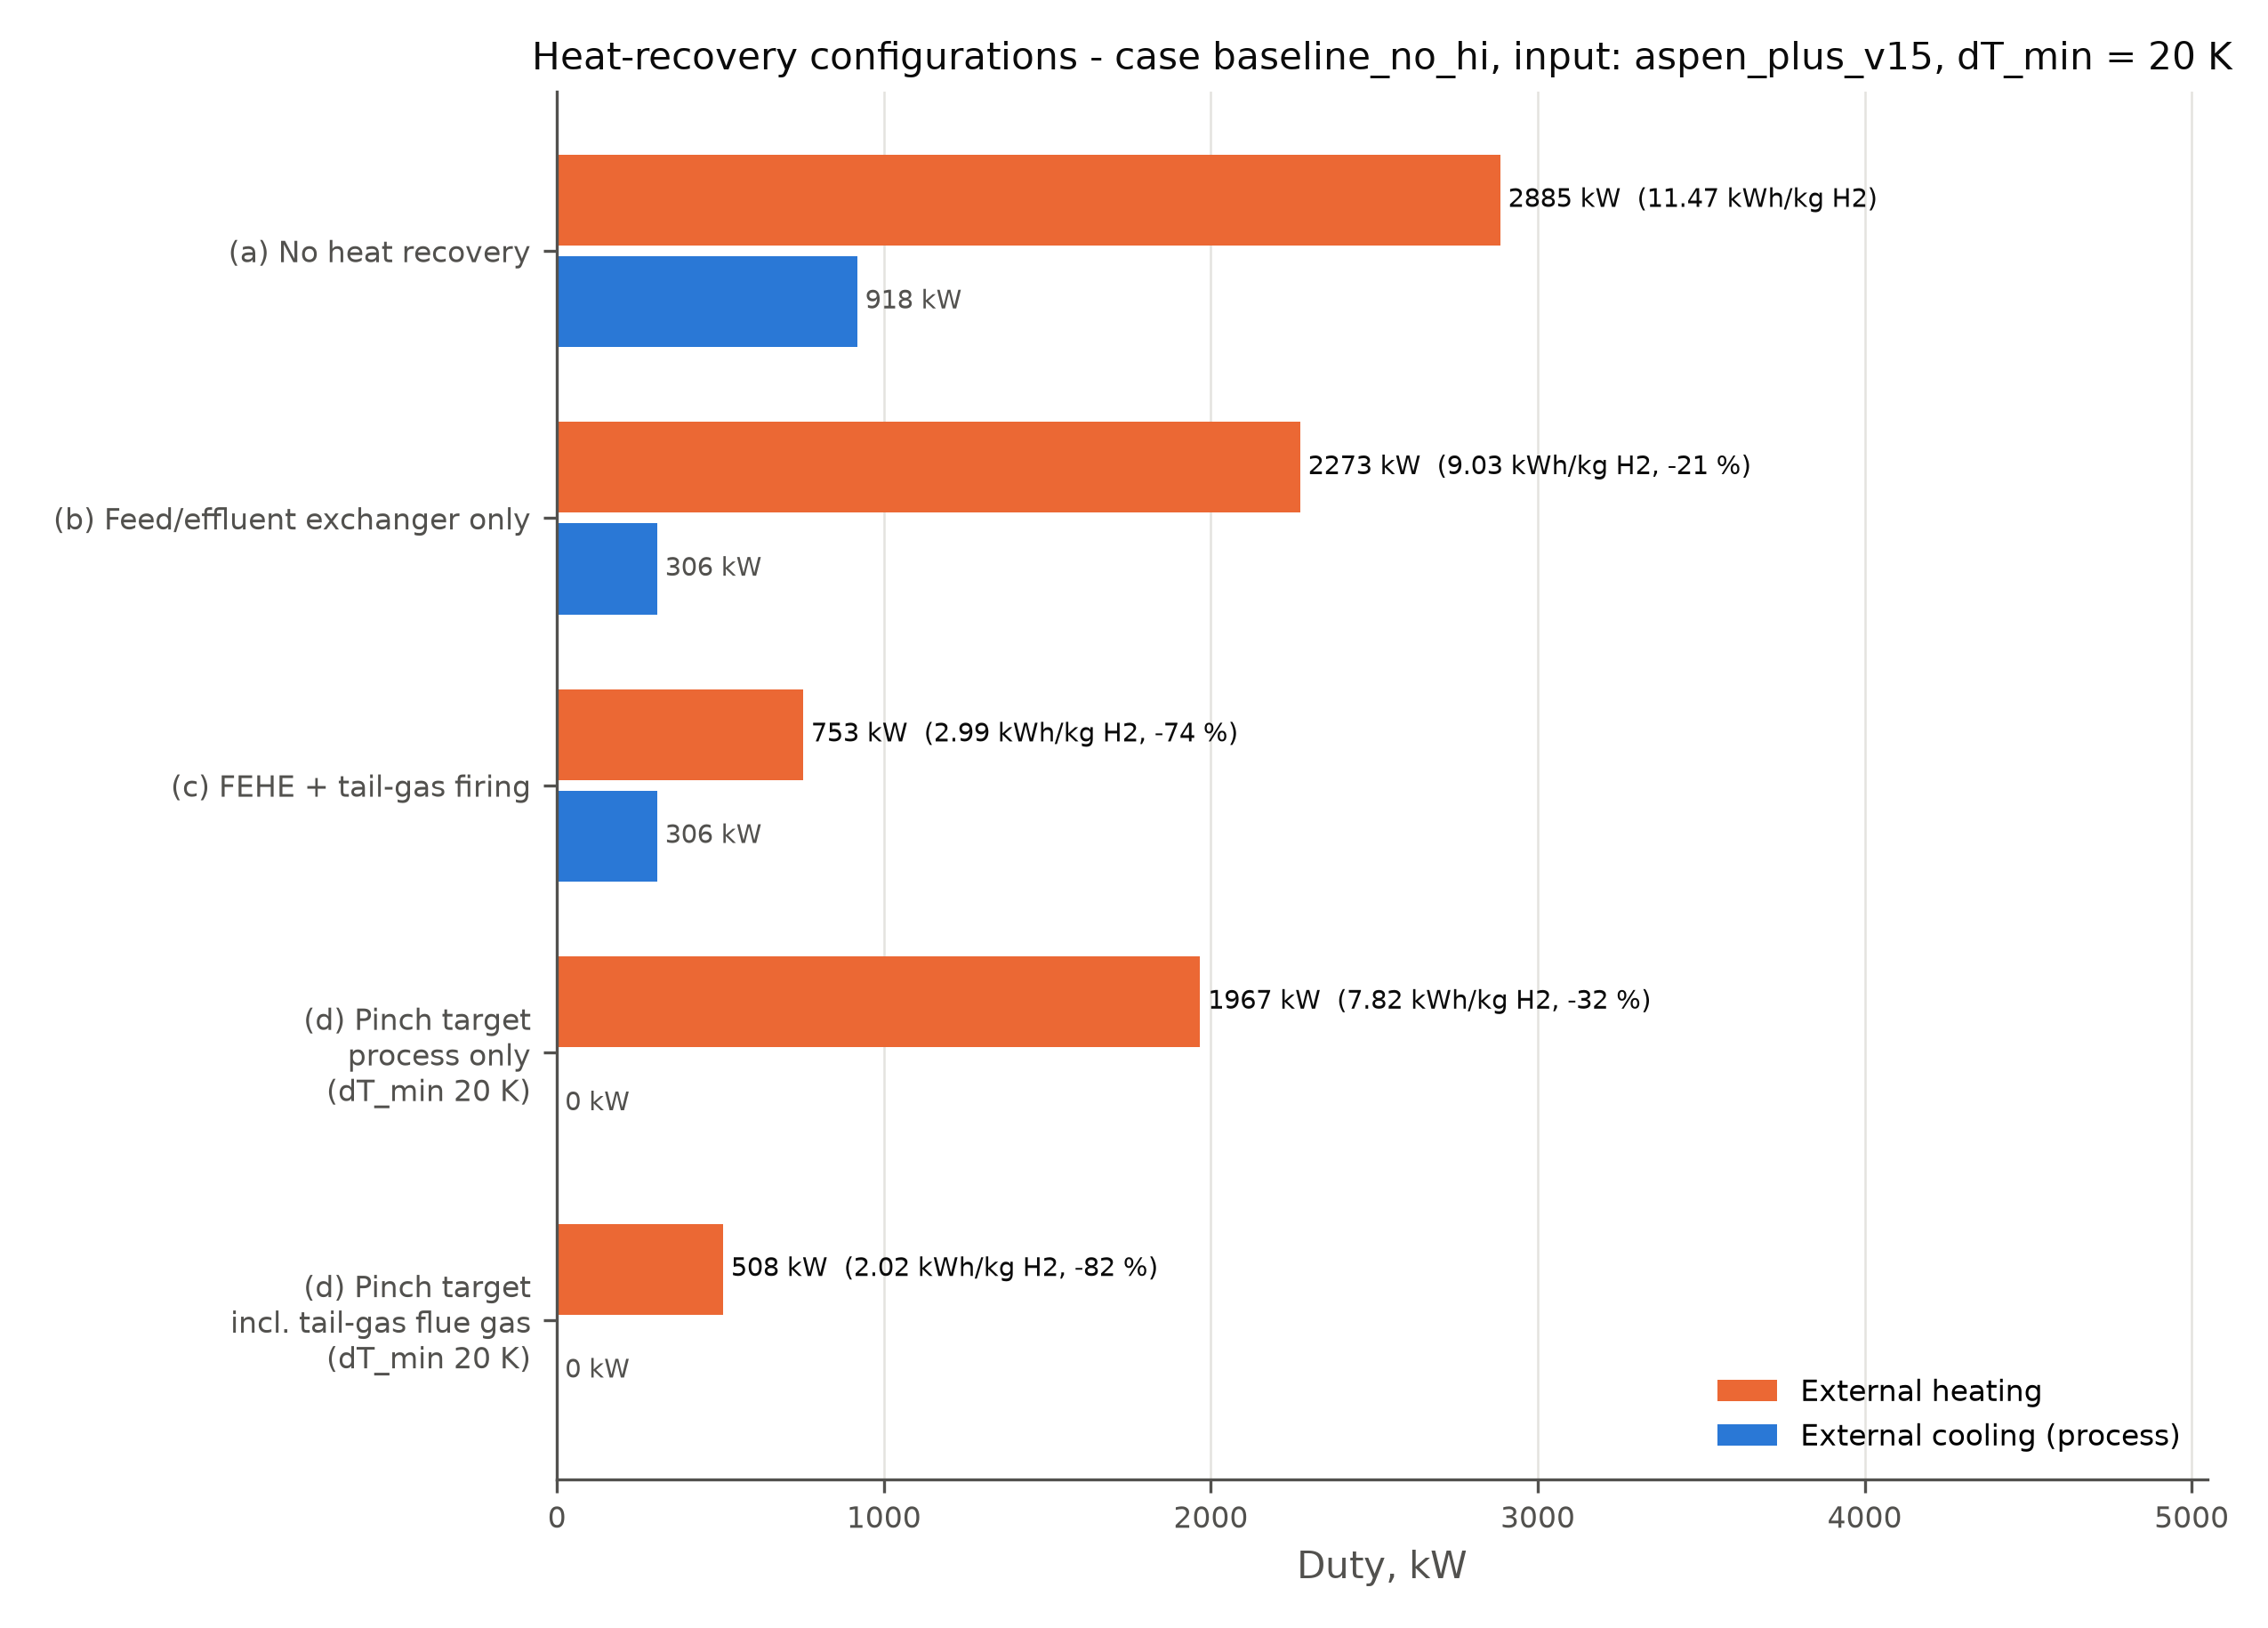 Heat-recovery configurations - case baseline_no_hi, input: aspen_plus_v15, dT_min = 20 K
(a) No heat recovery
2885 kW  (11.47 kWh/kg H2)
918 kW
(b) Feed/effluent exchanger only
2273 kW  (9.03 kWh/kg H2, -21 %)
306 kW
(c) FEHE + tail-gas firing
753 kW  (2.99 kWh/kg H2, -74 %)
306 kW
(d) Pinch target
process only
(dT_min 20 K)
1967 kW  (7.82 kWh/kg H2, -32 %)
0 kW
(d) Pinch target
incl. tail-gas flue gas
(dT_min 20 K)
508 kW  (2.02 kWh/kg H2, -82 %)
0 kW
External heating
External cooling (process)
0 1000 2000 3000 4000 5000
Duty, kW